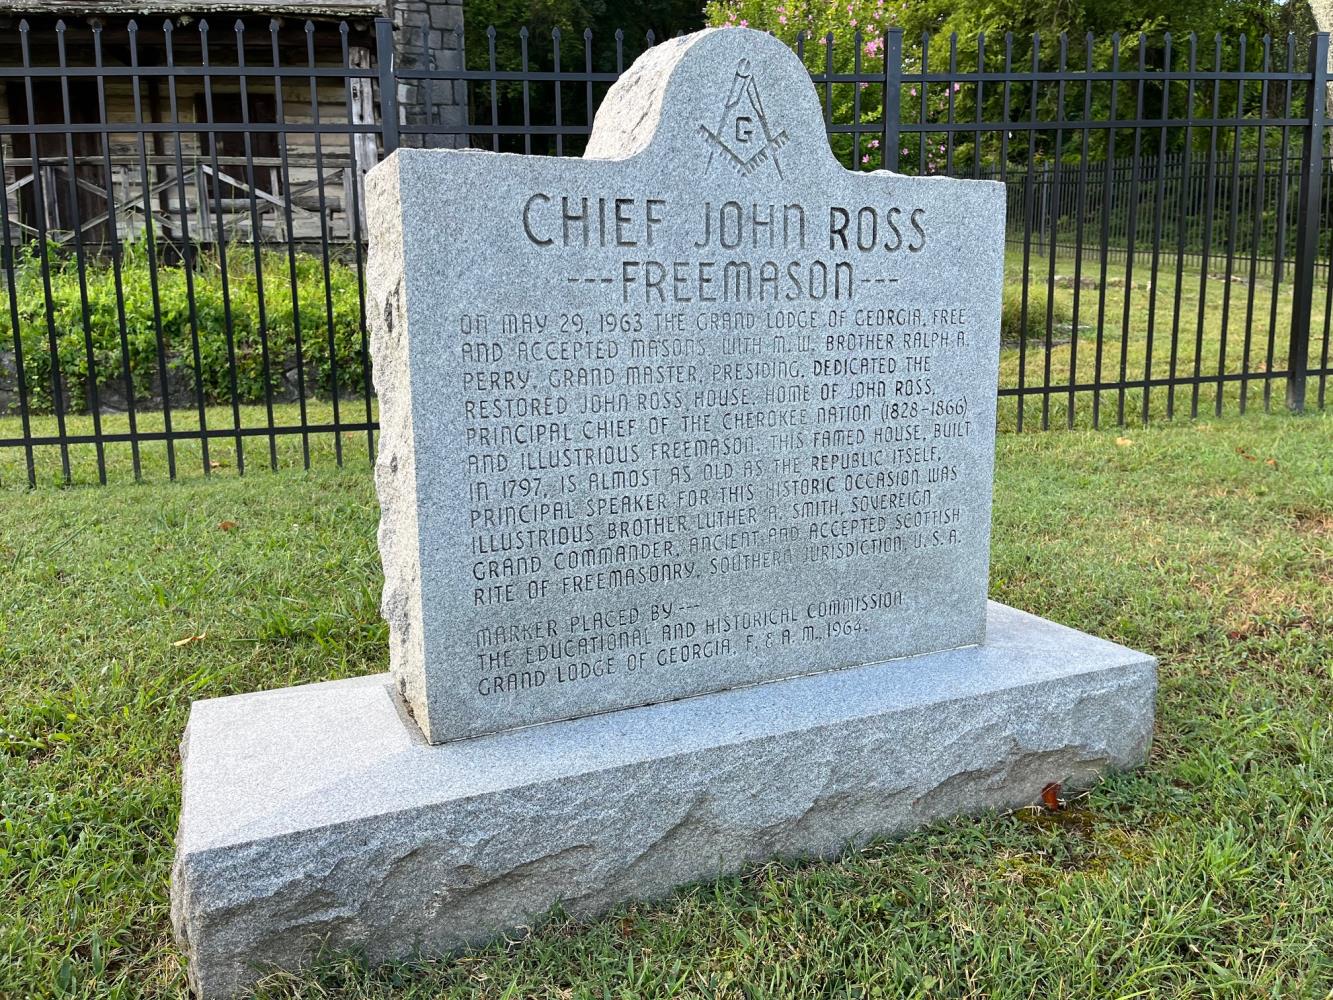 G
CHIEF JOHN ROSS
---FREEMASON---
ON MAY 29, 1963 THE GRAND LODGE OF GEORGIA, FREE
AND ACCEPTED MASONS WITH M.W. BROTHER RALPH A.
PERRY, GRAND MASTER, PRESIDING, DEDICATED THE
RESTORED JOHN ROSS HOUSE, HOME OF JOHN ROSS,
PRINCIPAL CHIEF OF THE CHEROKEE NATION (1828-1866)
AND ILLUSTRIOUS FREEMASON. THIS FAMED HOUSE, BUILT
IN 1797, IS ALMOST AS OLD AS THE REPUBLIC ITSELF,
PRINCIPAL SPEAKER FOR THIS HISTORIC OCCASION WAS
ILLUSTRIOUS BROTHER LUTHER A. SMITH, SOVEREIGN
GRAND COMMANDER, ANCIENT AND ACCEPTED SCOTTISH
RITE OF FREEMASONRY, SOUTHERN JURISDICTION, U.S.A.
MARKER PLACED BY---
THE EDUCATIONAL AND HISTORICAL COMMISSION
GRAND LODGE OF GEORGIA, F. & A. M., 1964.